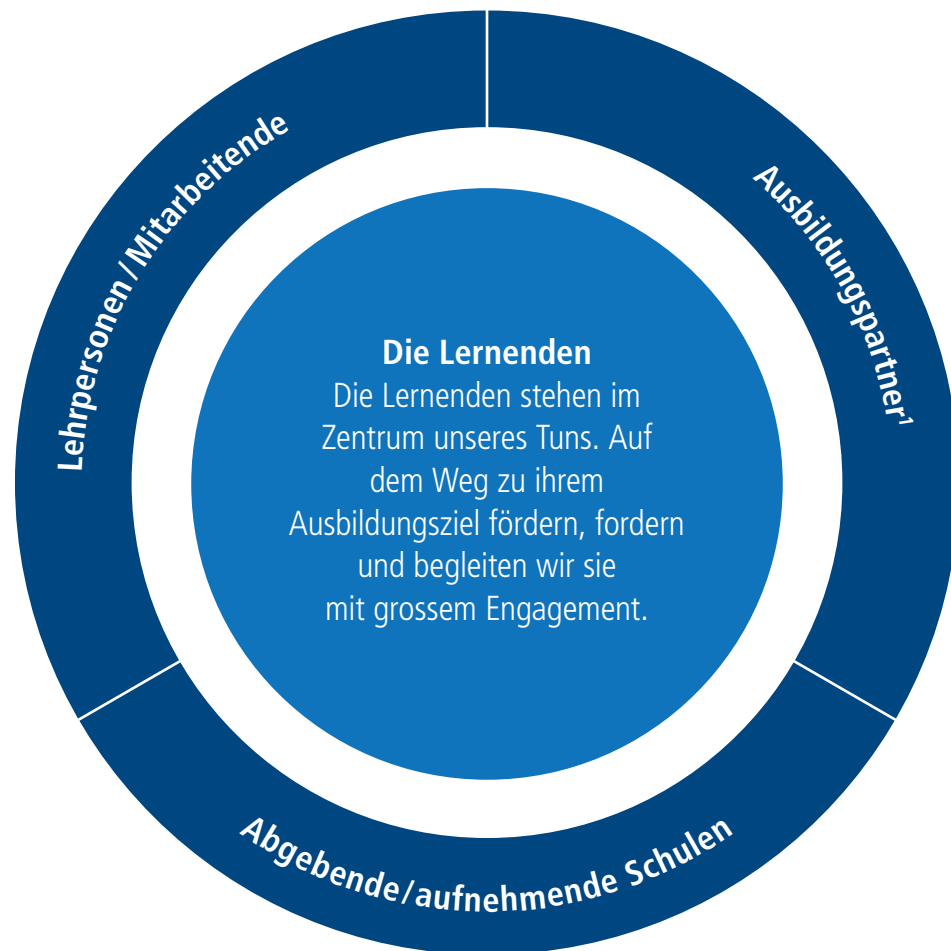 Lehrpersonen/Mitarbeitende
Ausbildungspartner¹
Die Lernenden
Die Lernenden stehen im
Zentrum unseres Tuns. Auf
dem Weg zu ihrem
Ausbildungsziel fördern, fordern
und begleiten wir sie
mit grossem Engagement.
Abgebende/aufnehmende Schulen